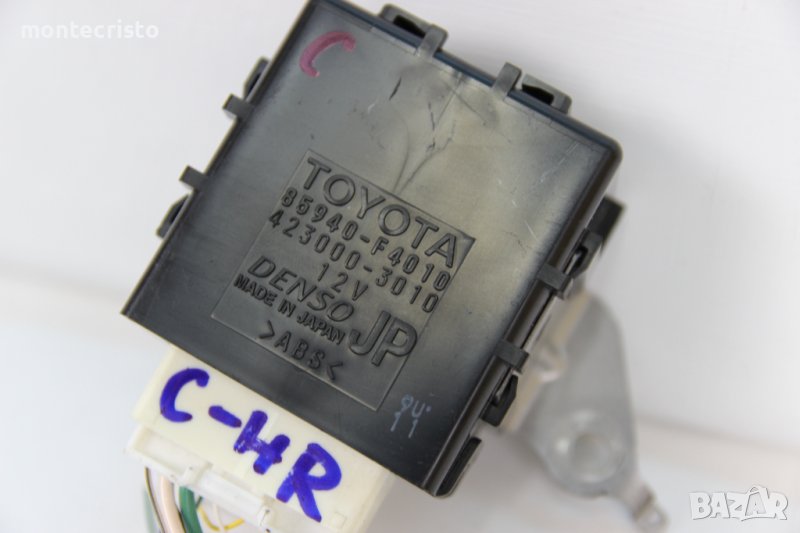 montecristo
C
TOYOTA
85940-F4010
423000-3010
12V
DENSO
MADE IN JAPAN
JP
>ABS<
C-HR
BAZAR